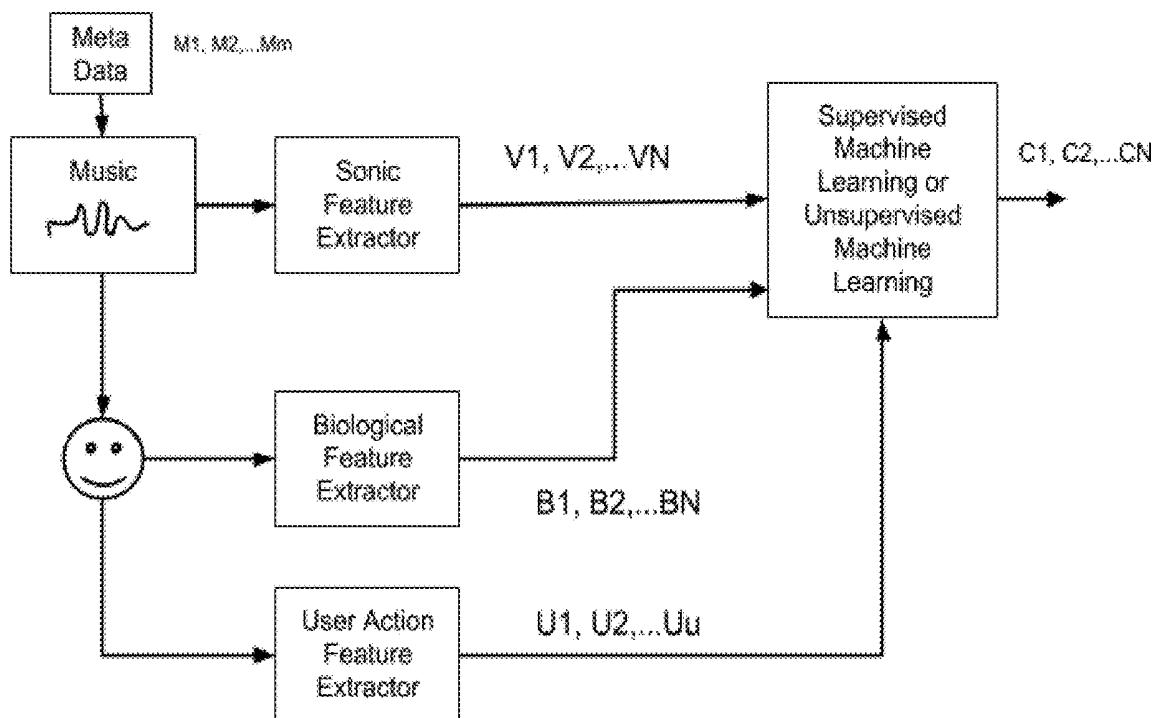 Meta
Data
M1, M2,...Mm
Music
Sonic
Feature
Extractor
V1, V2,...VN
Supervised
Machine
Learning or
Unsupervised
Machine
Learning
C1, C2,...CN
Biological
Feature
Extractor
B1, B2,...BN
User Action
Feature
Extractor
U1, U2,...Uu